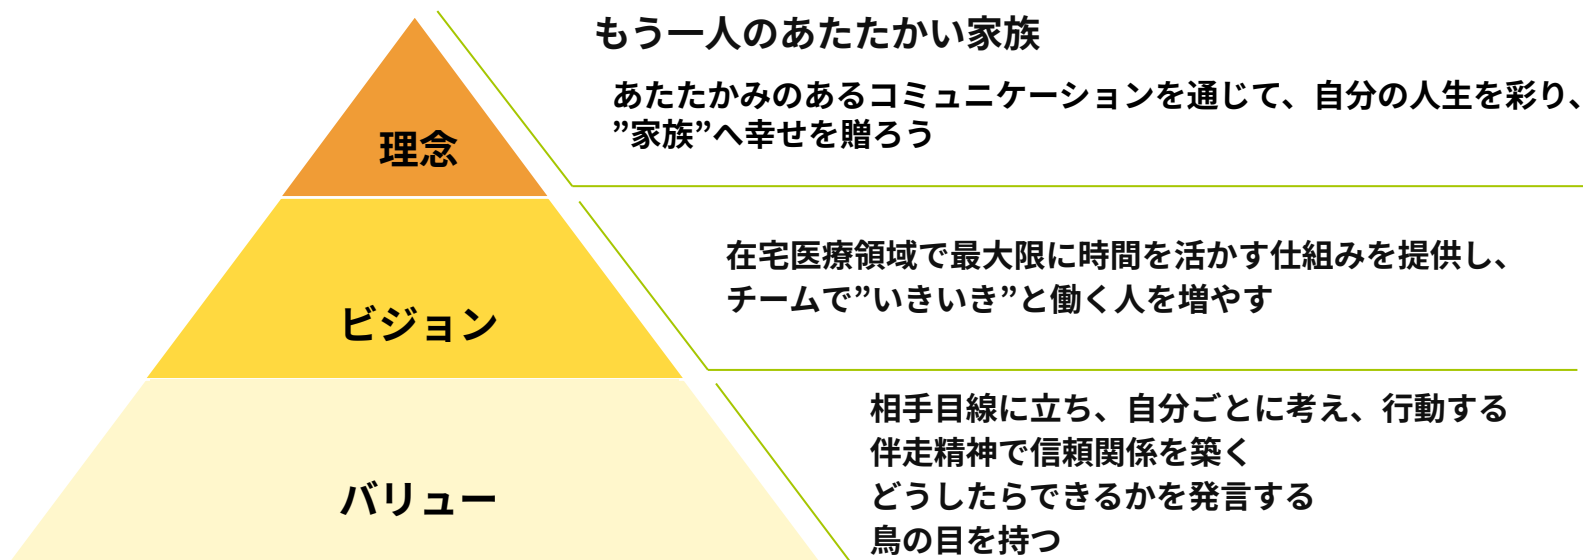 もう一人のあたたかい家族
あたたかみのあるコミュニケーションを通じて、自分の人生を彩り、
”家族”へ幸せを贈ろう
理念
在宅医療領域で最大限に時間を活かす仕組みを提供し、
チームで”いきいき”と働く人を増やす
ビジョン
相手目線に立ち、自分ごとに考え、行動する
伴走精神で信頼関係を築く
どうしたらできるかを発言する
鳥の目を持つ
バリュー